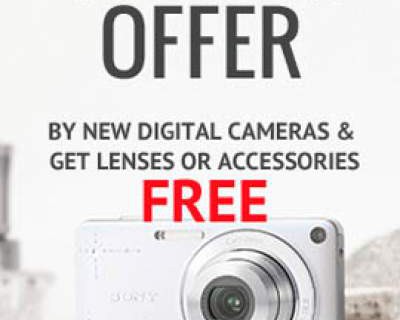 OFFER
BY NEW DIGITAL CAMERAS &
GET LENSES OR ACCESSORIES
FREE
SONY